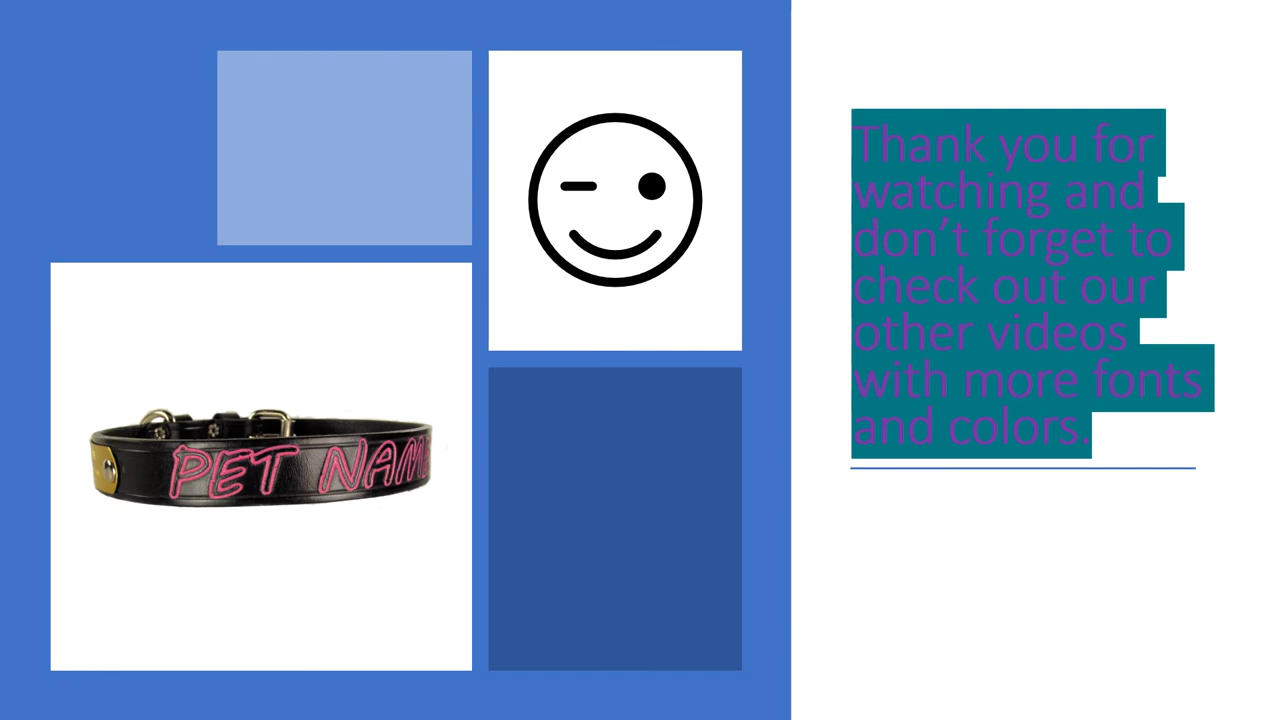 Thank you for
watching and
don’t forget to
check out our
other videos
with more fonts
and colors.
PET NAME